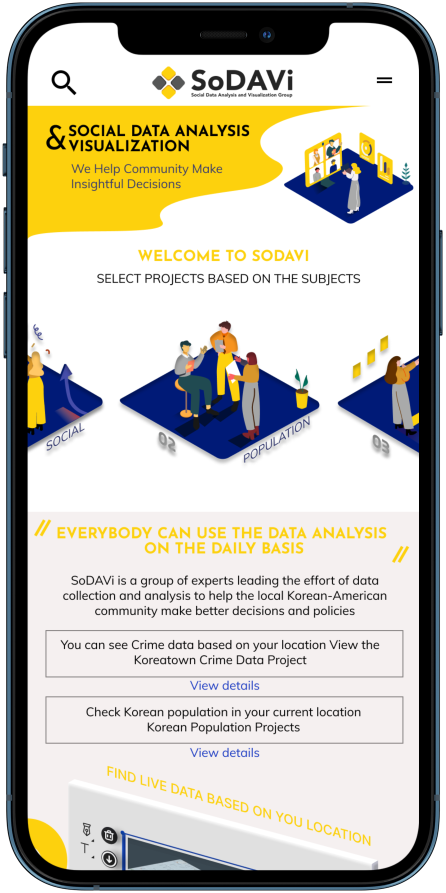 SoDAVi
Social Data Analysis and Visualization Group
& SOCIAL DATA ANALYSIS
VISUALIZATION
We Help Community Make
Insightful Decisions
WELCOME TO SODAVI
SELECT PROJECTS BASED ON THE SUBJECTS
SOCIAL
02
POPULATION
03
// EVERYBODY CAN USE THE DATA ANALYSIS
ON THE DAILY BASIS //
SoDAVi is a group of experts leading the effort of data
collection and analysis to help the local Korean-American
community make better decisions and policies
You can see Crime data based on your location View the
Koreatown Crime Data Project
View details
Check Korean population in your current location
Korean Population Projects
View details
FIND LIVE DATA BASED ON YOU LOCATION